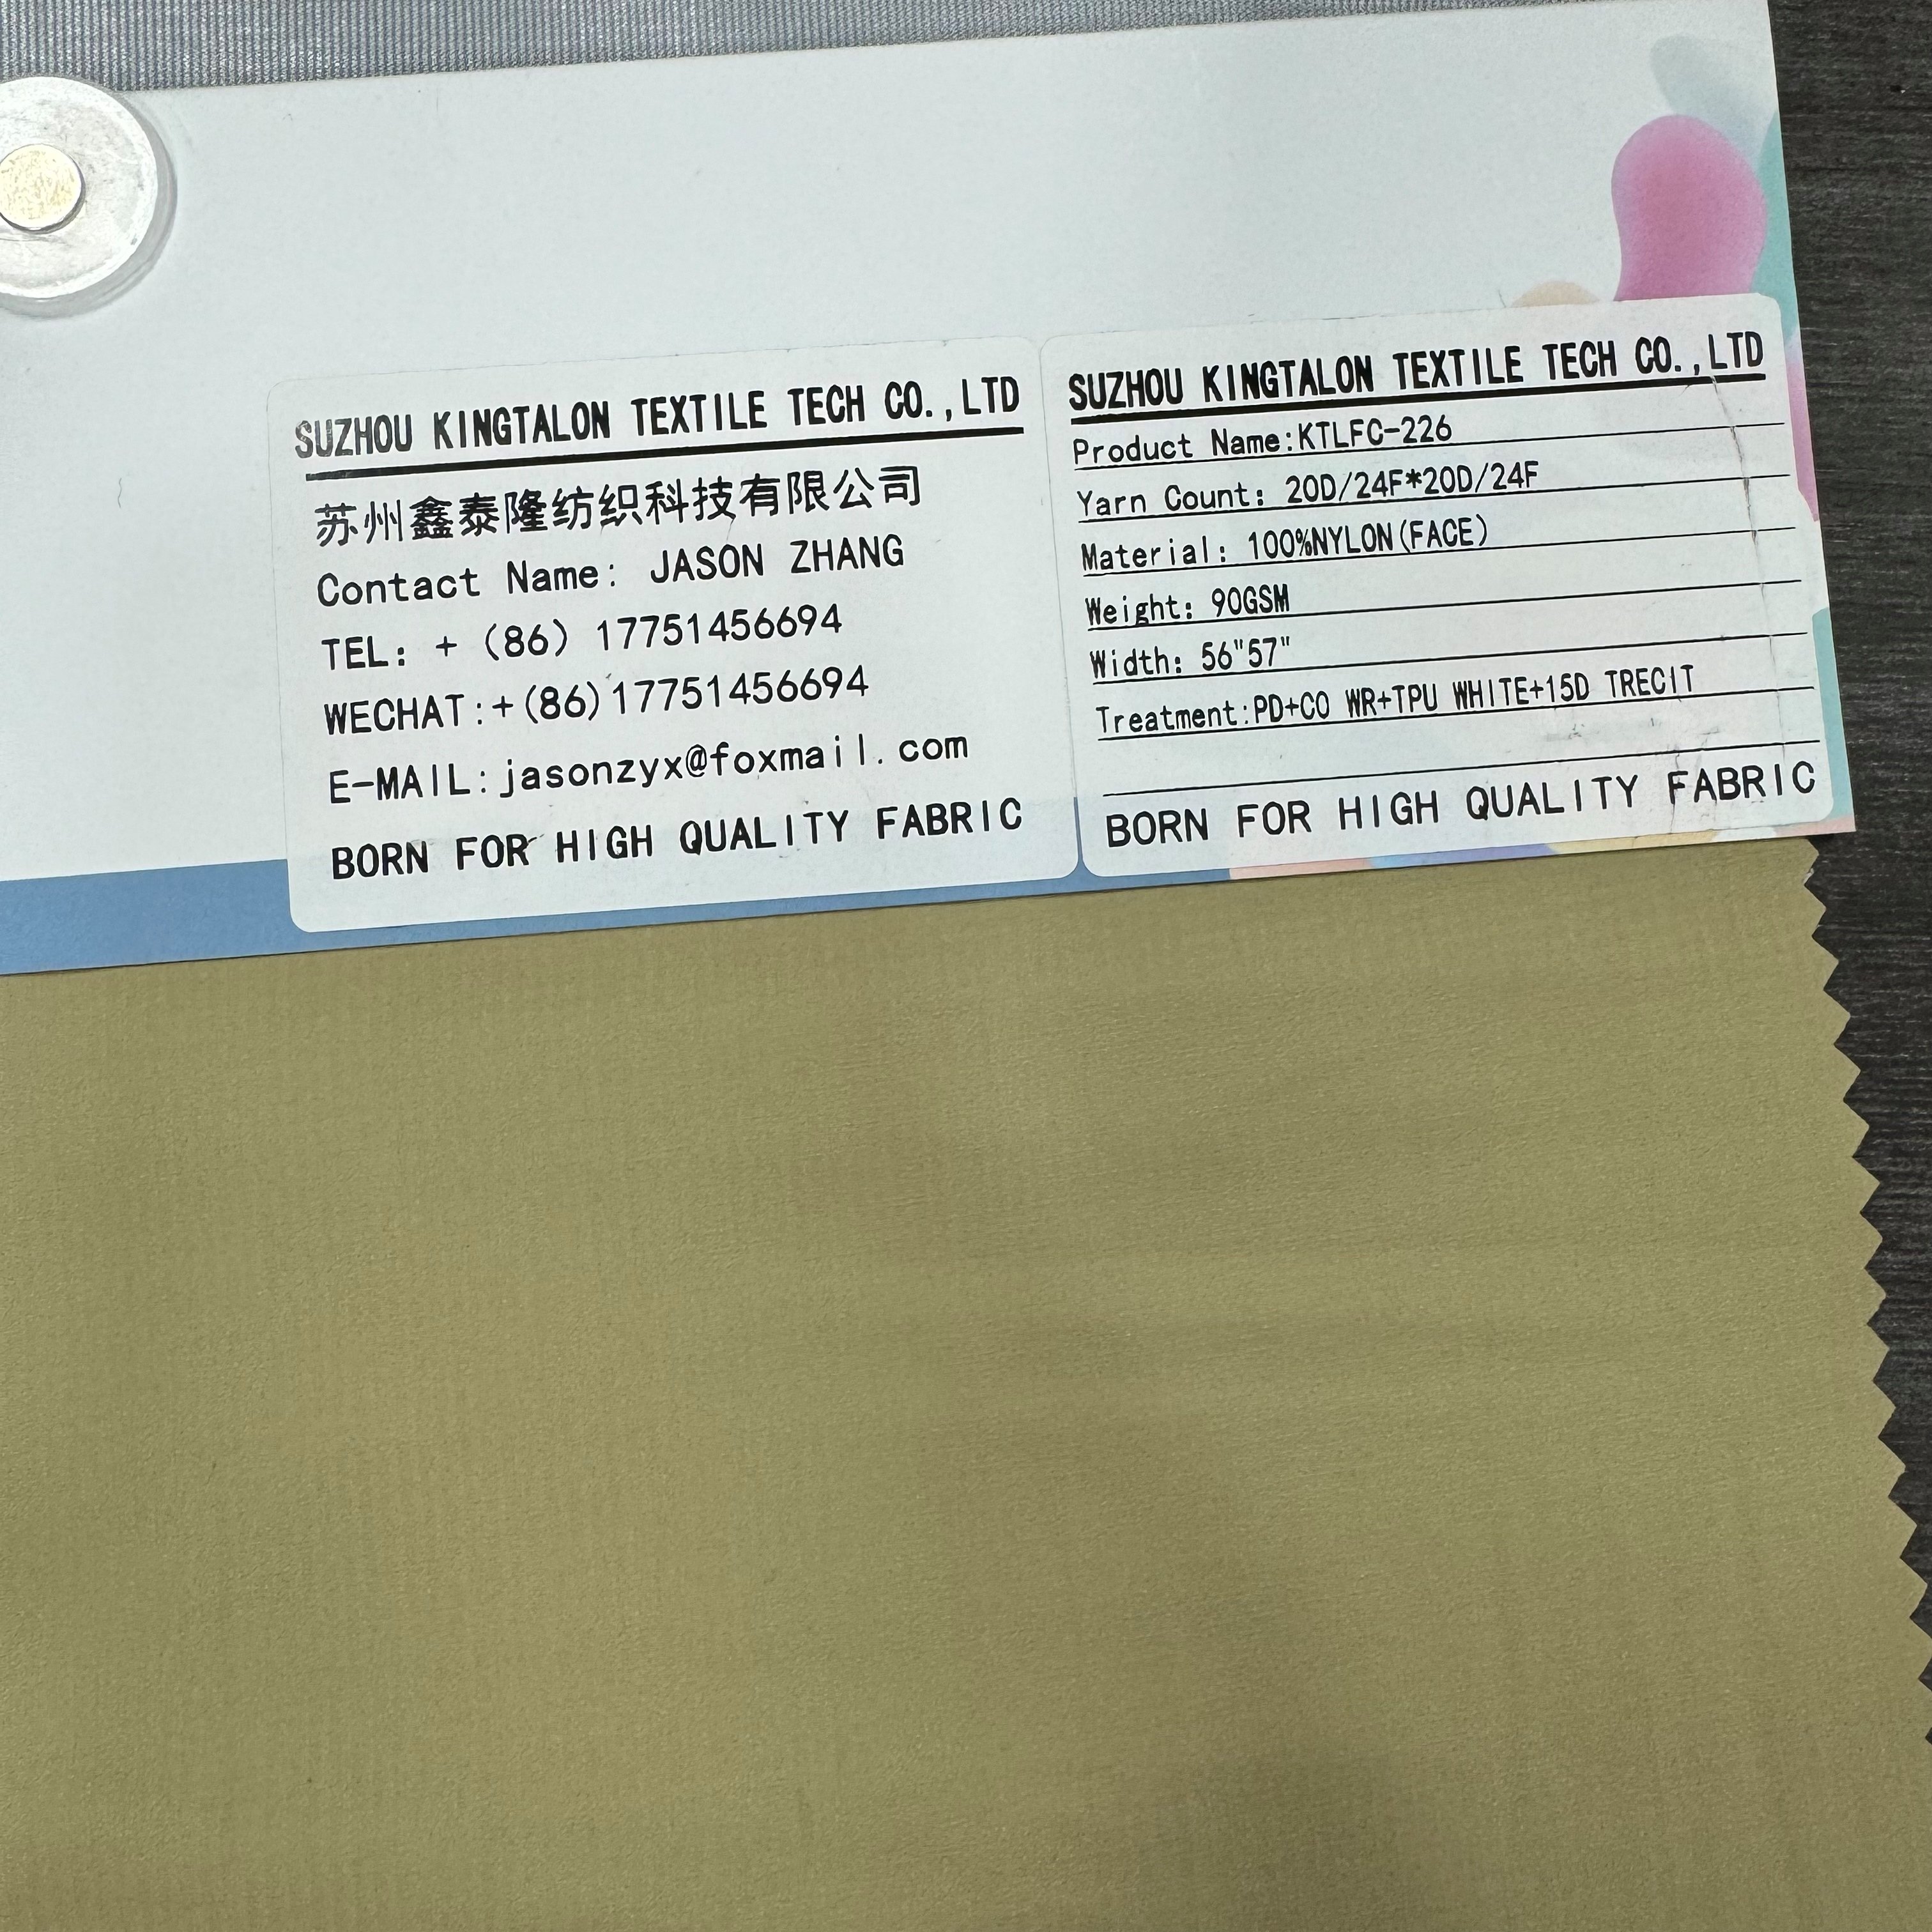 SUZHOU KINGTALON TEXTILE TECH CO.,LTD
苏州鑫泰隆纺织科技有限公司
Contact Name: JASON ZHANG
TEL: + (86) 17751456694
WECHAT:+(86)17751456694
E-MAIL:jasonzyx@foxmail.com
BORN FOR HIGH QUALITY FABRIC
SUZHOU KINGTALON TEXTILE TECH CO.,LTD
Product Name:KTLFC-226
Yarn Count: 20D/24F*20D/24F
Material: 100%NYLON(FACE)
Weight: 90GSM
Width: 56"57"
Treatment:PD+CO WR+TPU WHITE+15D TRECIT
BORN FOR HIGH QUALITY FABRIC